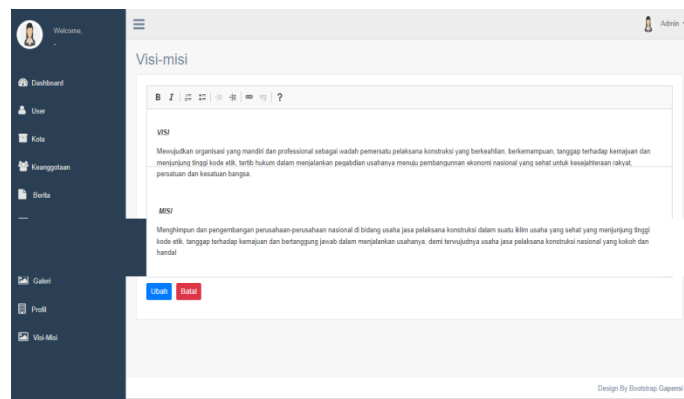 Welcome,
-
Admin
Visi-misi
Dashboard
User
Kota
Keanggotaan
Berita
Galeri
Profil
Visi-Misi
B I ?
VISI
Mewujudkan organisasi yang mandiri dan professional sebagai wadah pemersatu pelaksana konstruksi yang berkeahlian, berkemampuan, tanggap terhadap kemajuan dan
menjunjung tinggi kode etik, tertib hukum dalam menjalankan pegabdian usahanya menuju pembangunnan ekonomi nasional yang sehat untuk kesejahteraan rakyat,
persatuan dan kesatuan bangsa.
MISI
Menghimpun dan pengembangan perusahaan-perusahaan nasional di bidang usaha jasa pelaksana konstruksi dalam suatu iklim usaha yang sehat yang menjunjung tinggi
kode etik, tanggap terhadap kemajuan dan bertanggung jawab dalam menjalankan usahanya, demi terwujudnya usaha jasa pelaksana konstruksi nasional yang kokoh dan
handal
Ubah Batal
Design By Bootstrap Gapensi